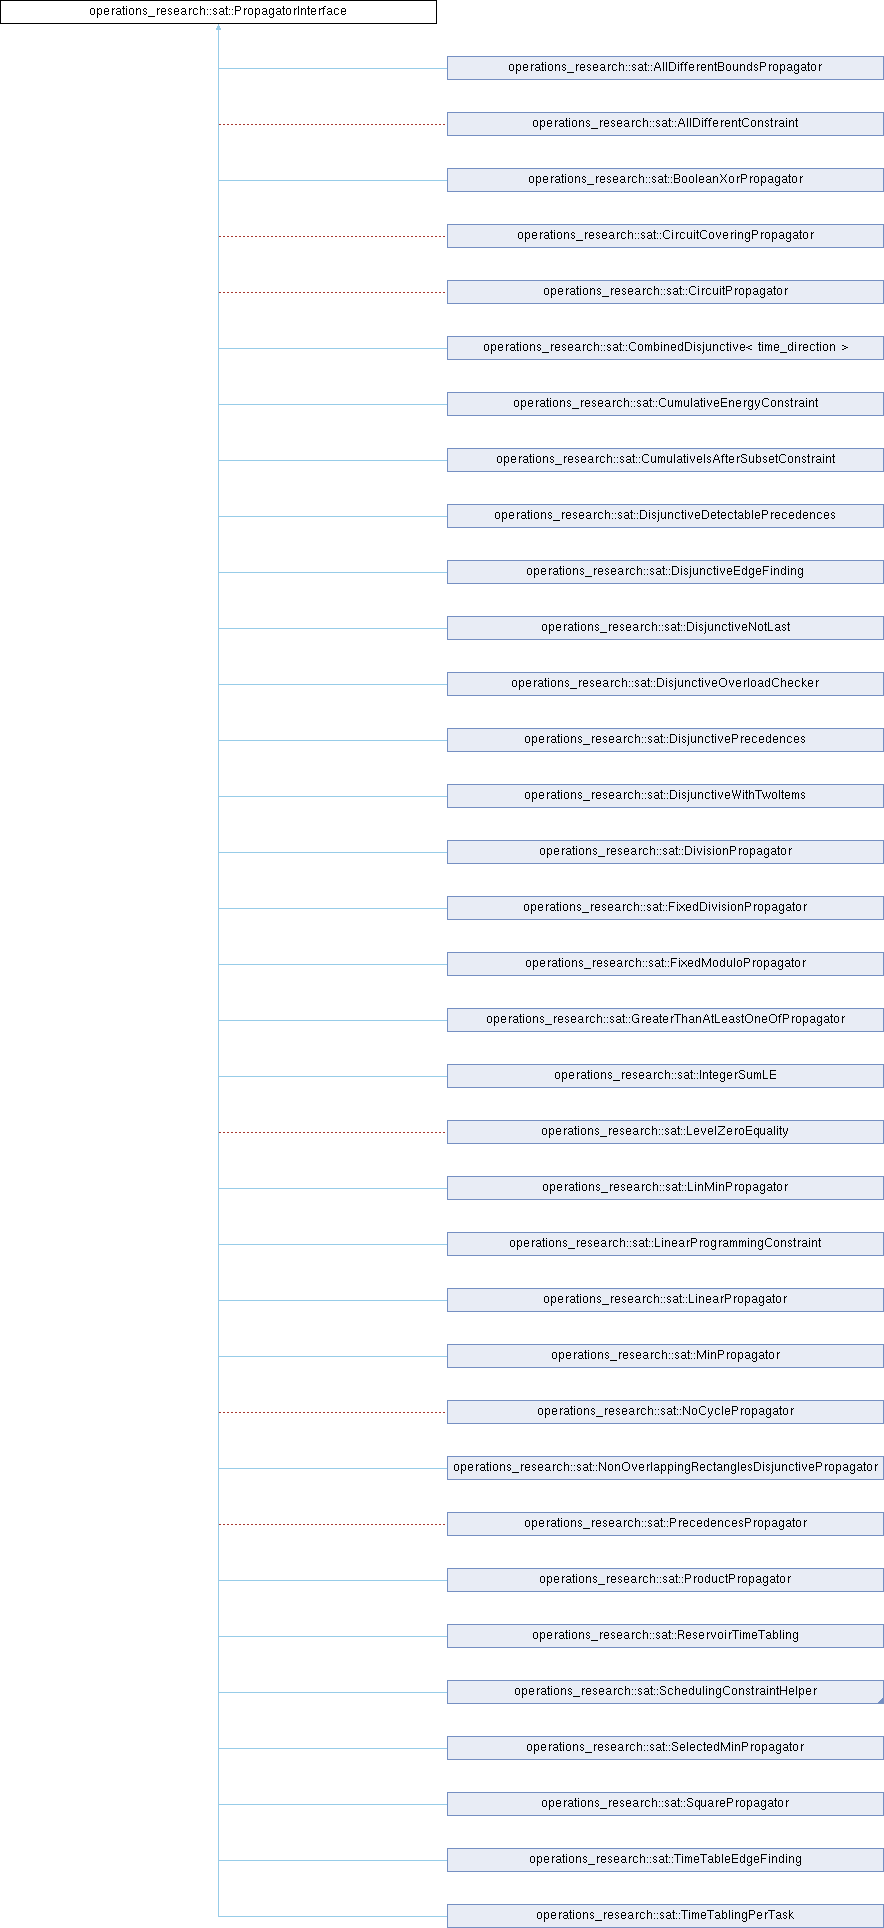 operations_research::sat::PropagatorInterface
operations_research::sat::AllDifferentBoundsPropagator
operations_research::sat::AllDifferentConstraint
operations_research::sat::BooleanXorPropagator
operations_research::sat::CircuitCoveringPropagator
operations_research::sat::CircuitPropagator
operations_research::sat::CombinedDisjunctive< time_direction >
operations_research::sat::CumulativeEnergyConstraint
operations_research::sat::CumulativeIsAfterSubsetConstraint
operations_research::sat::DisjunctiveDetectablePrecedences
operations_research::sat::DisjunctiveEdgeFinding
operations_research::sat::DisjunctiveNotLast
operations_research::sat::DisjunctiveOverloadChecker
operations_research::sat::DisjunctivePrecedences
operations_research::sat::DisjunctiveWithTwoItems
operations_research::sat::DivisionPropagator
operations_research::sat::FixedDivisionPropagator
operations_research::sat::FixedModuloPropagator
operations_research::sat::GreaterThanAtLeastOneOfPropagator
operations_research::sat::IntegerSumLE
operations_research::sat::LevelZeroEquality
operations_research::sat::LinMinPropagator
operations_research::sat::LinearProgrammingConstraint
operations_research::sat::LinearPropagator
operations_research::sat::MinPropagator
operations_research::sat::NoCyclePropagator
operations_research::sat::NonOverlappingRectanglesDisjunctivePropagator
operations_research::sat::PrecedencesPropagator
operations_research::sat::ProductPropagator
operations_research::sat::ReservoirTimeTabling
operations_research::sat::SchedulingConstraintHelper
operations_research::sat::SelectedMinPropagator
operations_research::sat::SquarePropagator
operations_research::sat::TimeTableEdgeFinding
operations_research::sat::TimeTablingPerTask